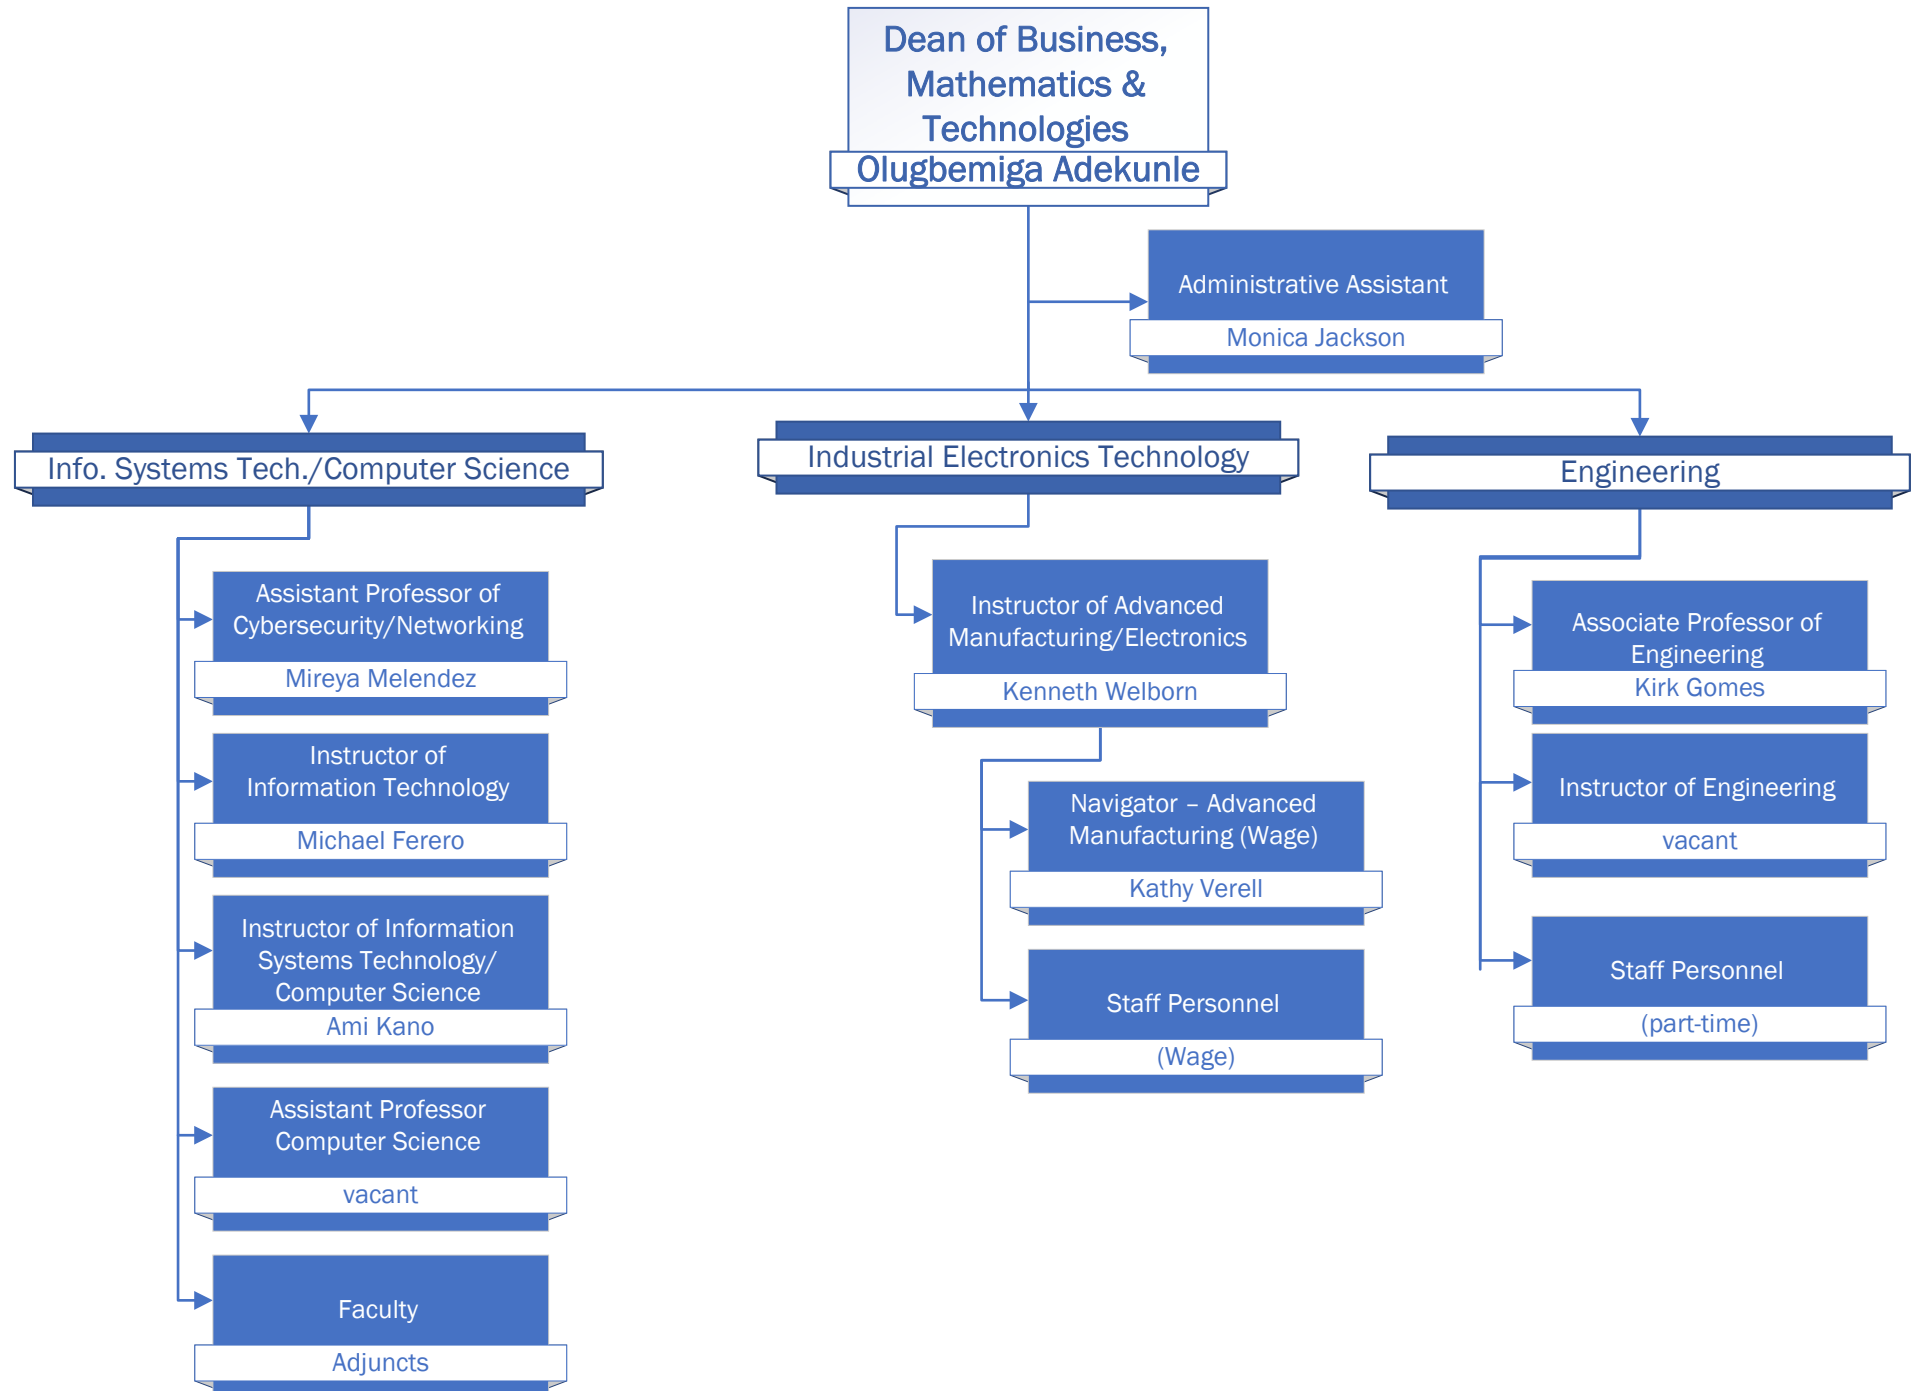 Dean of Business,
Mathematics &
Technologies
Olugbemiga Adekunle
Administrative Assistant
Monica Jackson
Info. Systems Tech./Computer Science
Assistant Professor of
Cybersecurity/Networking
Mireya Melendez
Instructor of
Information Technology
Michael Ferero
Instructor of Information
Systems Technology/
Computer Science
Ami Kano
Assistant Professor
Computer Science
vacant
Faculty
Adjuncts
Industrial Electronics Technology
Instructor of Advanced
Manufacturing/Electronics
Kenneth Welborn
Navigator – Advanced
Manufacturing (Wage)
Kathy Verell
Staff Personnel
(Wage)
Engineering
Associate Professor of
Engineering
Kirk Gomes
Instructor of Engineering
vacant
Staff Personnel
(part-time)